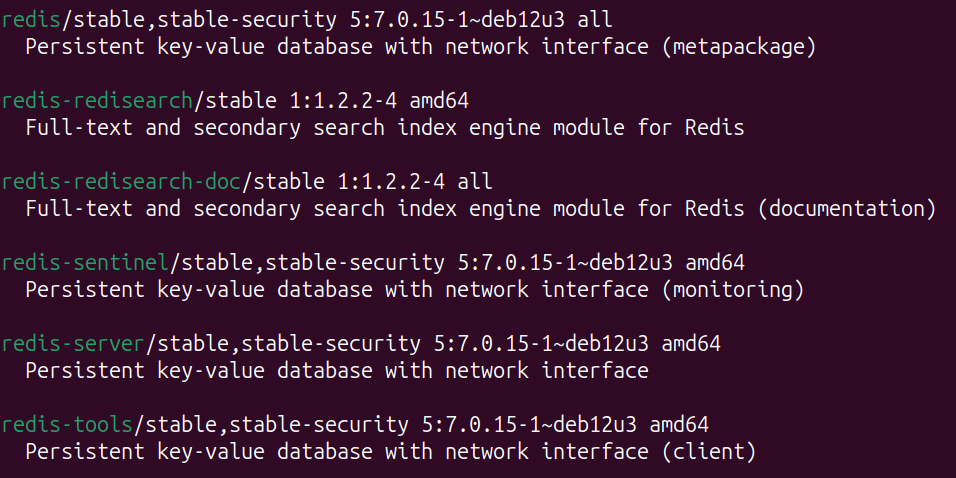 redis/stable,stable-security 5:7.0.15-1~deb12u3 all
Persistent key-value database with network interface (metapackage)
redis-redisearch/stable 1:1.2.2-4 amd64
Full-text and secondary search index engine module for Redis
redis-redisearch-doc/stable 1:1.2.2-4 all
Full-text and secondary search index engine module for Redis (documentation)
redis-sentinel/stable,stable-security 5:7.0.15-1~deb12u3 amd64
Persistent key-value database with network interface (monitoring)
redis-server/stable,stable-security 5:7.0.15-1~deb12u3 amd64
Persistent key-value database with network interface
redis-tools/stable,stable-security 5:7.0.15-1~deb12u3 amd64
Persistent key-value database with network interface (client)